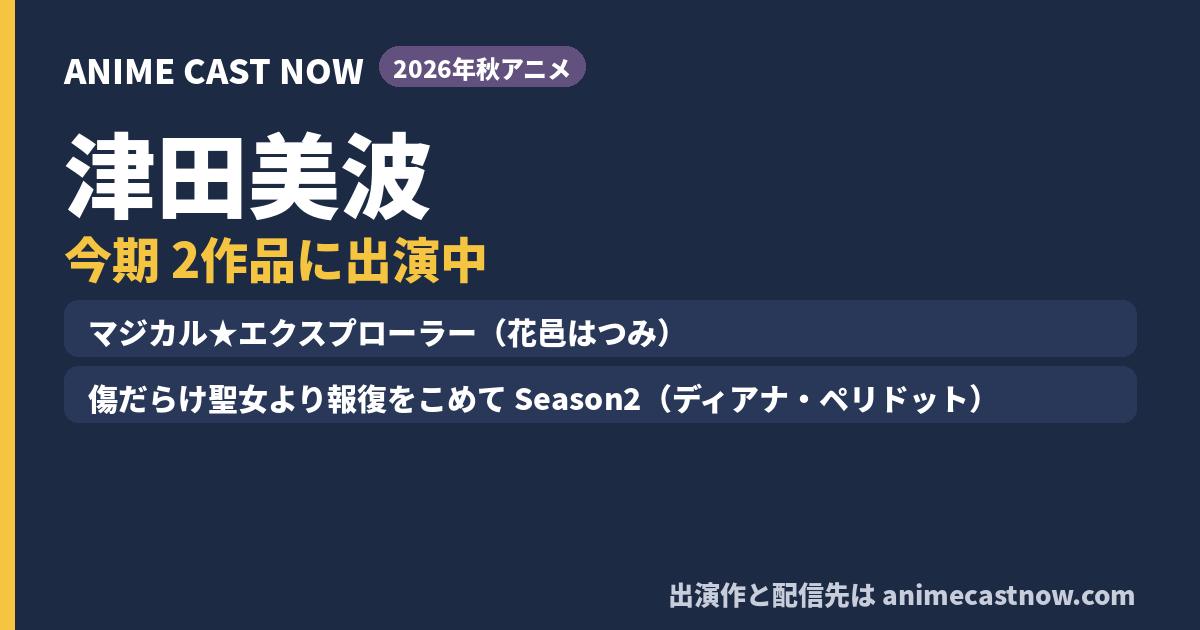 ANIME CAST NOW 2026年秋アニメ
津田美波
今期 2作品に出演中
マジカル★エクスプローラー（花邑はつみ）
傷だらけ聖女より報復をこめて Season2（ディアナ・ペリドット）
出演作と配信先は animecastnow.com